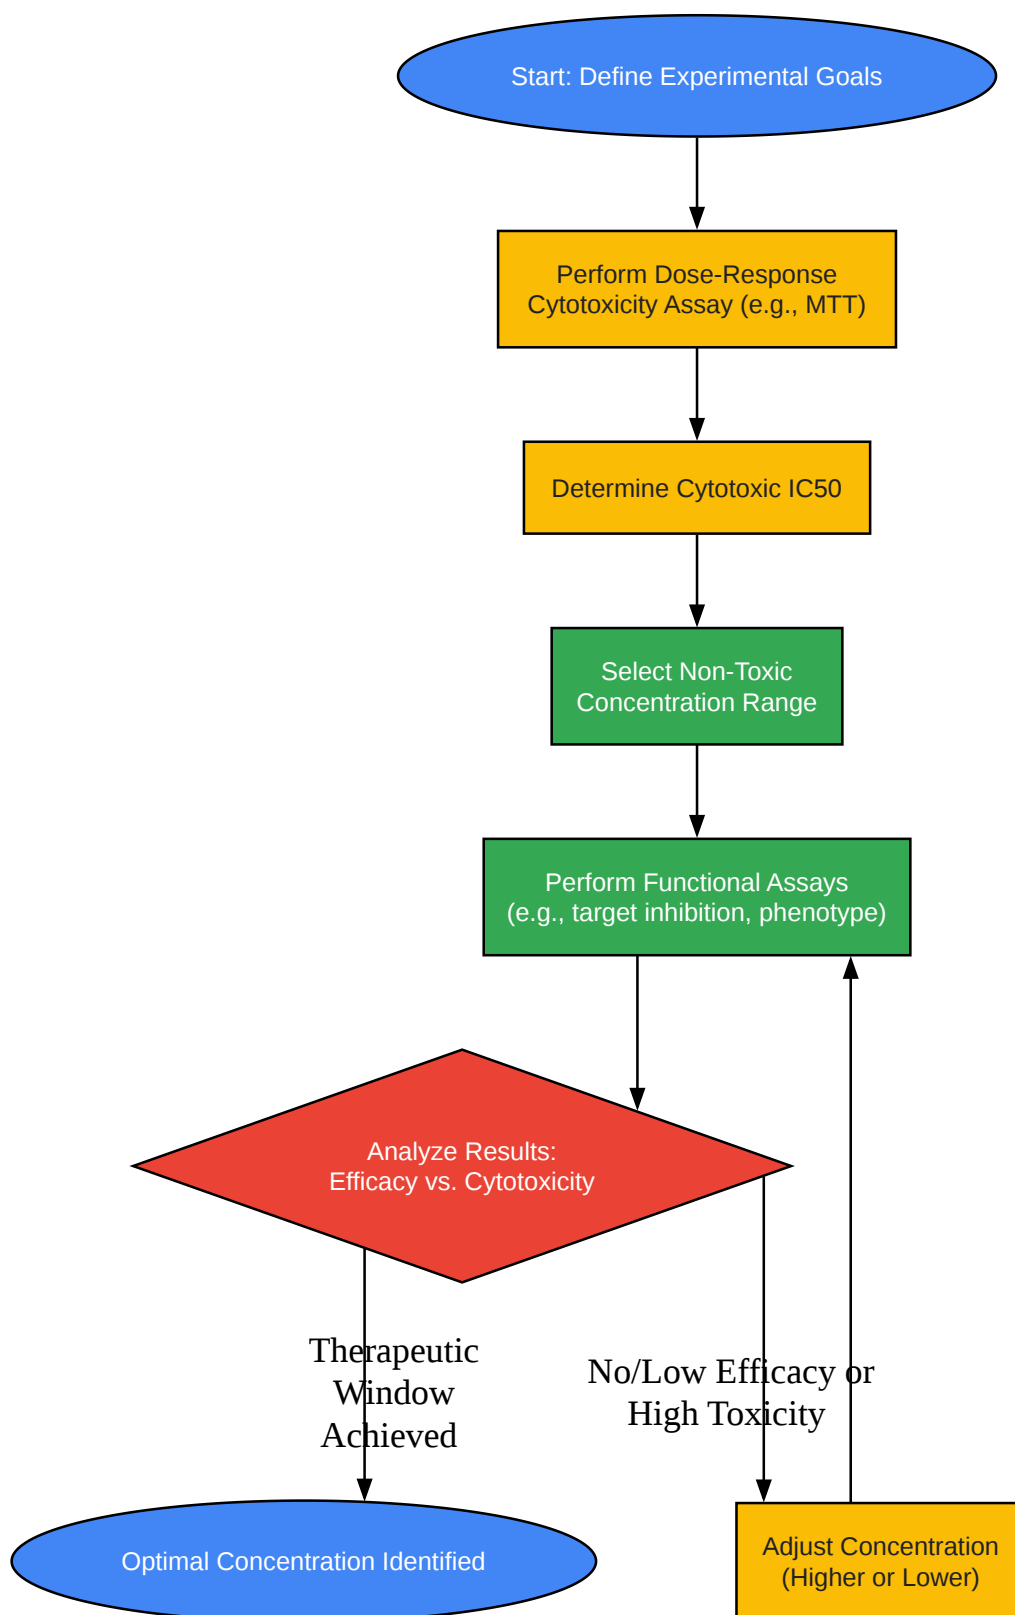 Start: Define Experimental Goals
Perform Dose-Response
Cytotoxicity Assay (e.g., MTT)
Determine Cytotoxic IC50
Select Non-Toxic
Concentration Range
Perform Functional Assays
(e.g., target inhibition, phenotype)
Analyze Results:
Efficacy vs. Cytotoxicity
Therapeutic
Window
Achieved
No/Low Efficacy or
High Toxicity
Optimal Concentration Identified
Adjust Concentration
(Higher or Lower)